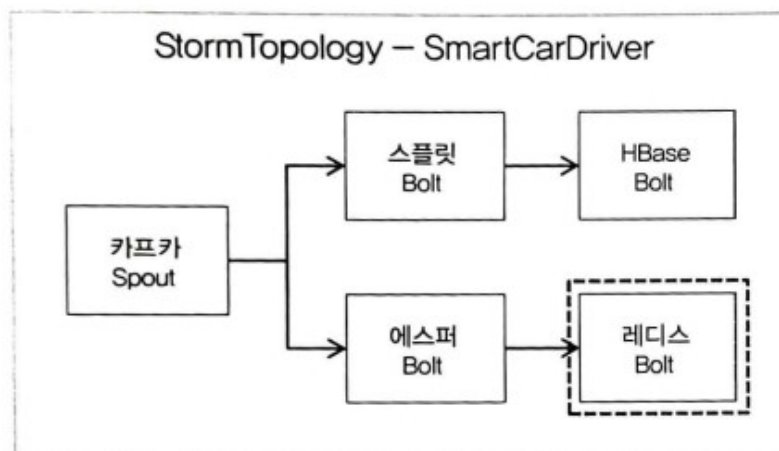 StormTopology – SmartCarDriver
카프카
Spout
스플릿
Bolt
HBase
Bolt
에스퍼
Bolt
레디스
Bolt